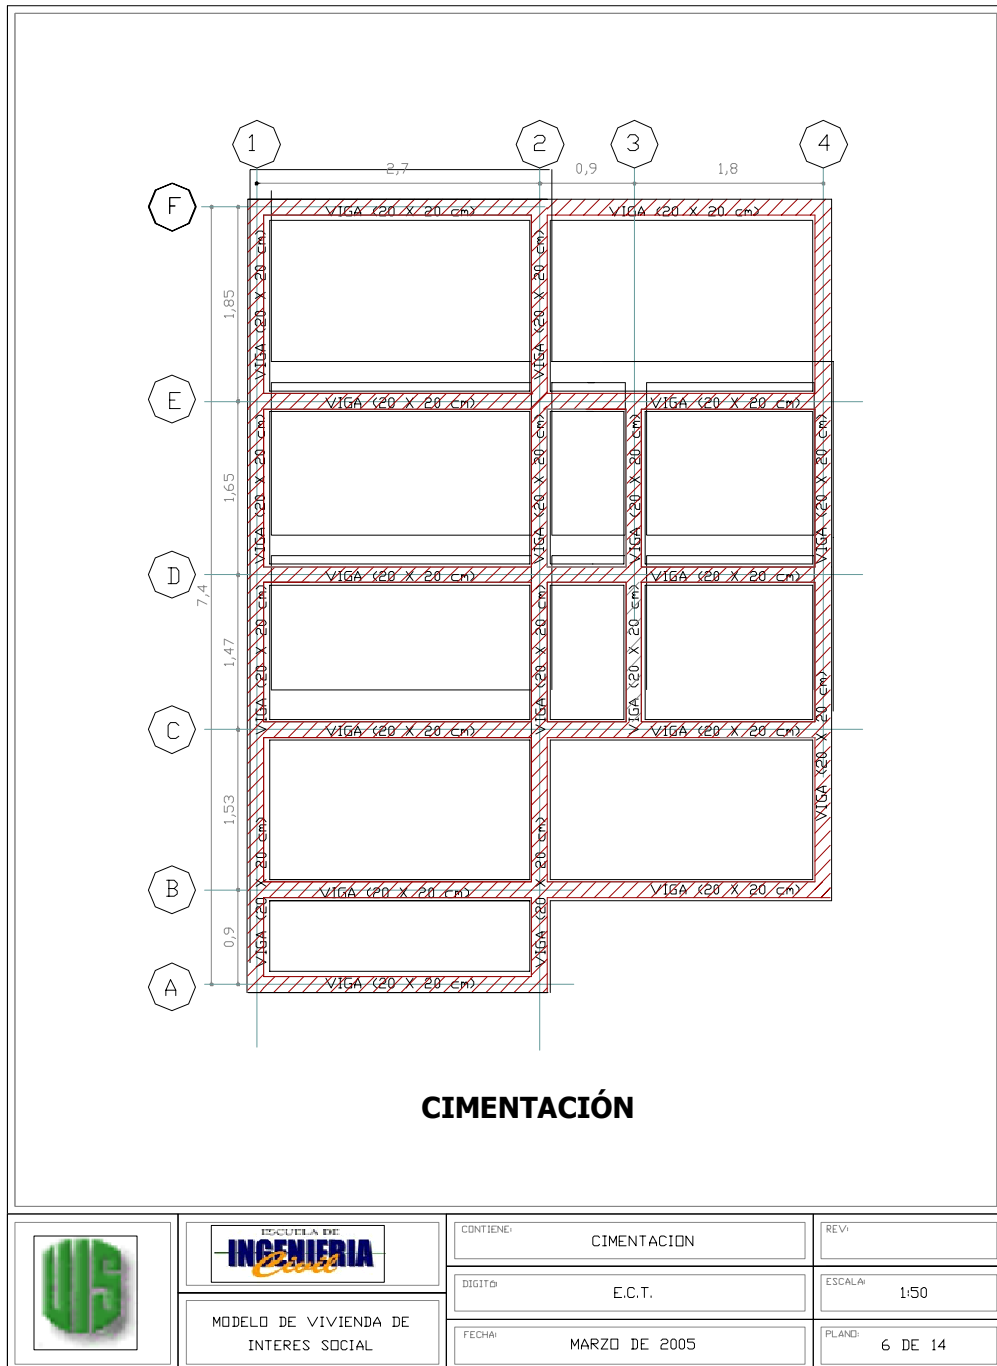 1 2 3 4
2,7 0,9 1,8
F
VIGA (20 X 20 cm) VIGA (20 X 20 cm)
VIGA (20 X 20 cm) VIGA (20 X 20 cm)
1,85
E
VIGA (20 X 20 cm) VIGA (20 X 20 cm)
VIGA (20 X 20 cm) VIGA (20 X 20 cm) VIGA (20 X 20 cm) VIGA (20 X 20 cm)
1,65
D
VIGA (20 X 20 cm) VIGA (20 X 20 cm)
7,4
VIGA (20 X 20 cm) VIGA (20 X 20 cm) VIGA (20 X 20 cm)
1,47
C
VIGA (20 X 20 cm) VIGA (20 X 20 cm)
VIGA (20 X 20 cm)
1,53
B
VIGA (20 X 20 cm) VIGA (20 X 20 cm)
VIGA (20 X 20 cm) VIGA (20 X 20 cm)
0,9
A
VIGA (20 X 20 cm)
CIMENTACIÓN
UIS
ESCUELA DE
INGENIERIA
Civil
MODELO DE VIVIENDA DE
INTERES SOCIAL
CONTIENE:
CIMENTACION
REV:
DIGITó:
E.C.T.
ESCALA:
1:50
FECHA:
MARZO DE 2005
PLANO:
6 DE 14